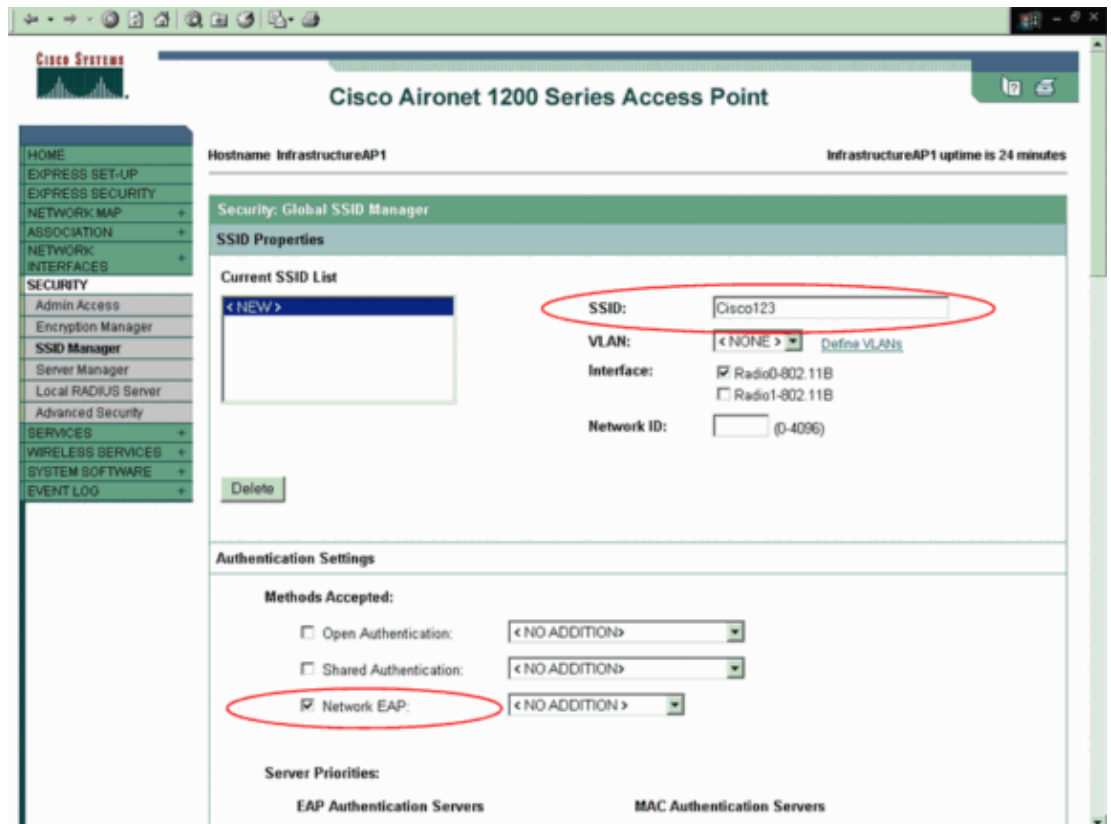 CISCO SYSTEMS
Cisco Aironet 1200 Series Access Point
HOME
EXPRESS SET-UP
EXPRESS SECURITY
NETWORK MAP +
ASSOCIATION +
NETWORK INTERFACES +
SECURITY
Admin Access
Encryption Manager
SSID Manager
Server Manager
Local RADIUS Server
Advanced Security
SERVICES +
WIRELESS SERVICES +
SYSTEM SOFTWARE +
EVENT LOG +
Hostname InfrastructureAP1
InfrastructureAP1 uptime is 24 minutes
Security: Global SSID Manager
SSID Properties
Current SSID List
< NEW >
SSID: Cisco123
VLAN: < NONE > Define VLANs
Interface: Radio0-802.11B
Radio1-802.11B
Network ID: (0-4096)
Delete
Authentication Settings
Methods Accepted:
Open Authentication: < NO ADDITION>
Shared Authentication: < NO ADDITION>
Network EAP: < NO ADDITION >
Server Priorities:
EAP Authentication Servers
MAC Authentication Servers